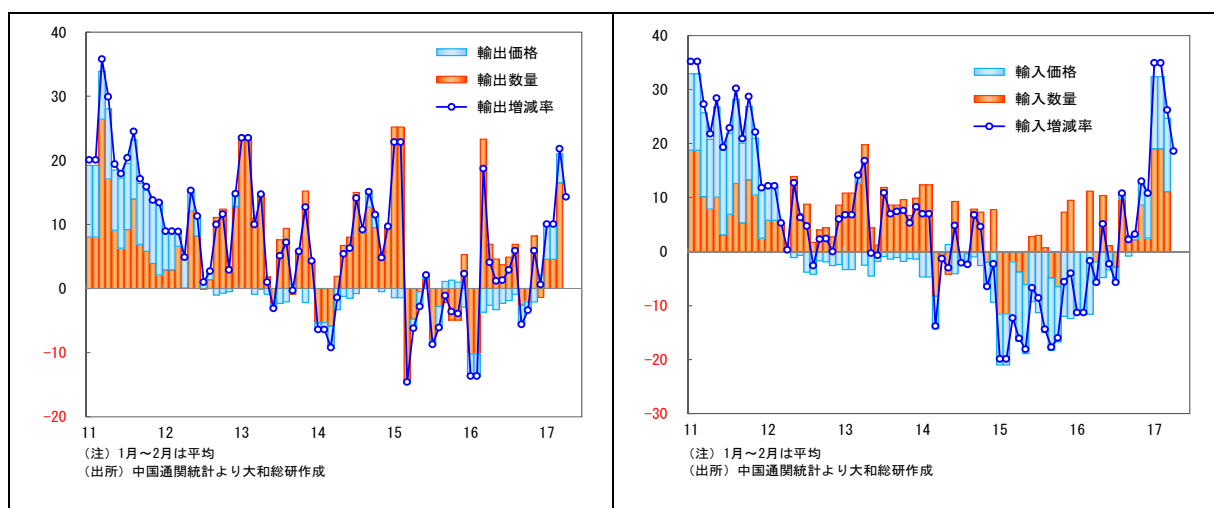 40
30
20
10
0
-10
-20
輸出価格
輸出数量
輸出増減率
11 12 13 14 15 16 17
（注）1月～2月は平均
（出所）中国通関統計より大和総研作成
40
30
20
10
0
-10
-20
-30
輸入価格
輸入数量
輸入増減率
11 12 13 14 15 16 17
（注）1月～2月は平均
（出所）中国通関統計より大和総研作成